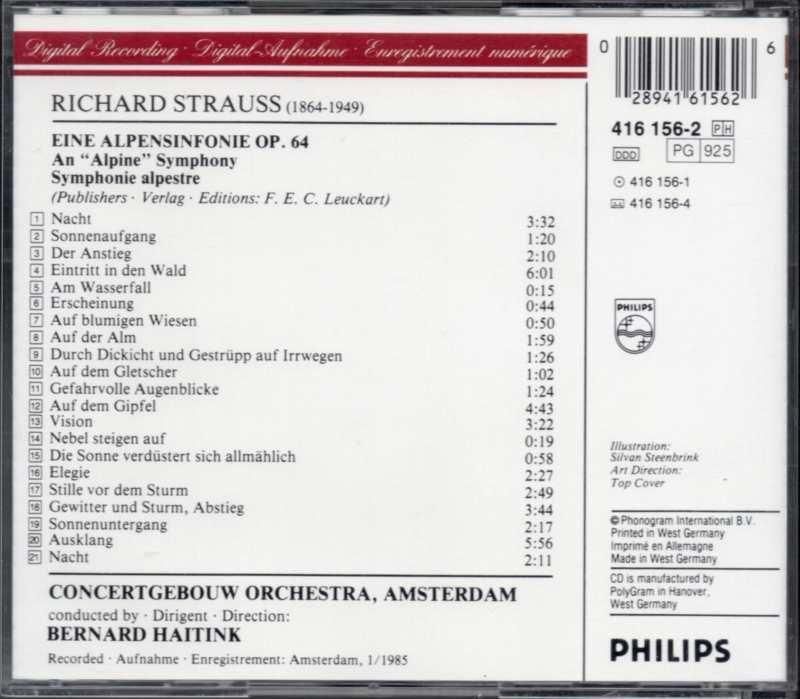 Digital Recording · Digital-Aufnahme · Enregistrement numérique
RICHARD STRAUSS (1864-1949)
EINE ALPENSINFONIE OP. 64
An “Alpine” Symphony
Symphonie alpestre
(Publishers · Verlag · Editions: F. E. C. Leuckart)
1 Nacht 3:32
2 Sonnenaufgang 1:20
3 Der Anstieg 2:10
4 Eintritt in den Wald 6:01
5 Am Wasserfall 0:15
6 Erscheinung 0:44
7 Auf blumigen Wiesen 0:50
8 Auf der Alm 1:59
9 Durch Dickicht und Gestrüpp auf Irrwegen 1:26
10 Auf dem Gletscher 1:02
11 Gefahrvolle Augenblicke 1:24
12 Auf dem Gipfel 4:43
13 Vision 3:22
14 Nebel steigen auf 0:19
15 Die Sonne verdüstert sich allmählich 0:58
16 Elegie 2:27
17 Stille vor dem Sturm 2:49
18 Gewitter und Sturm, Abstieg 3:44
19 Sonnenuntergang 2:17
20 Ausklang 5:56
21 Nacht 2:11
CONCERTGEBOUW ORCHESTRA, AMSTERDAM
conducted by · Dirigent · Direction:
BERNARD HAITINK
Recorded · Aufnahme · Enregistrement: Amsterdam, 1/1985
0 28941 61562 6
416 156-2 PH
DDD PG 925
416 156-1
416 156-4
PHILIPS
Illustration:
Silvan Steenbrink
Art Direction:
Top Cover
℗ Phonogram International B.V.
Printed in West Germany
Imprimé en Allemagne
Made in West Germany
CD is manufactured by
PolyGram in Hanover,
West Germany
PHILIPS